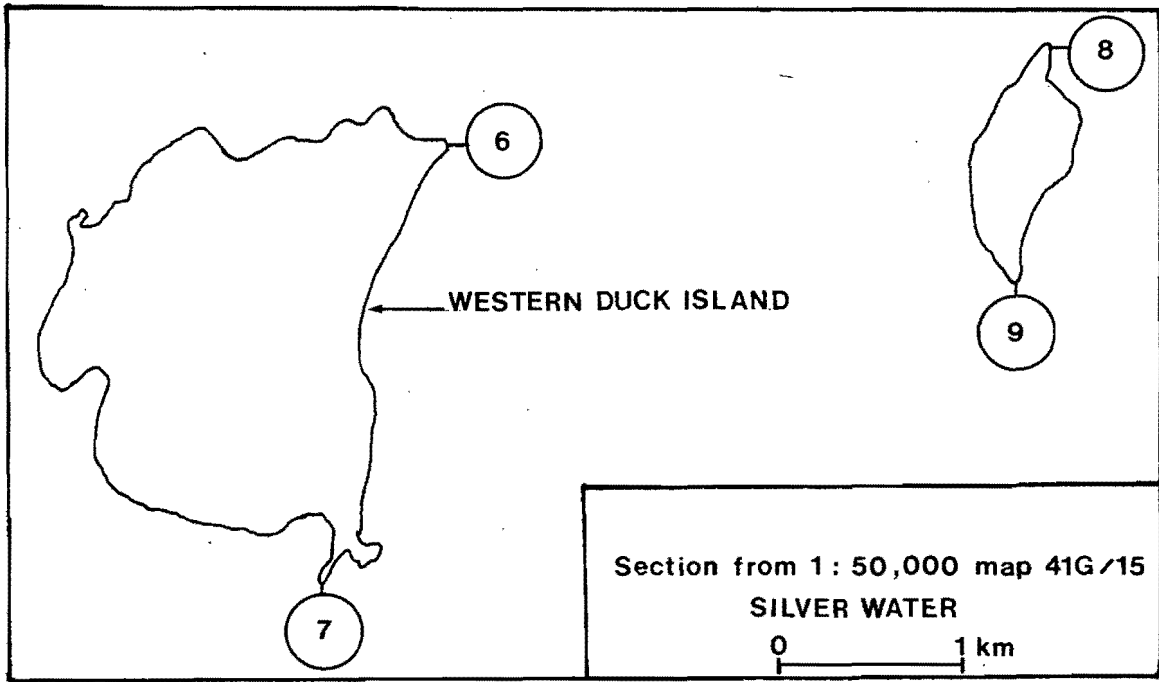 8
6
WESTERN DUCK ISLAND
9
7
Section from 1 : 50,000 map 41G/15
SILVER WATER
0 1 km